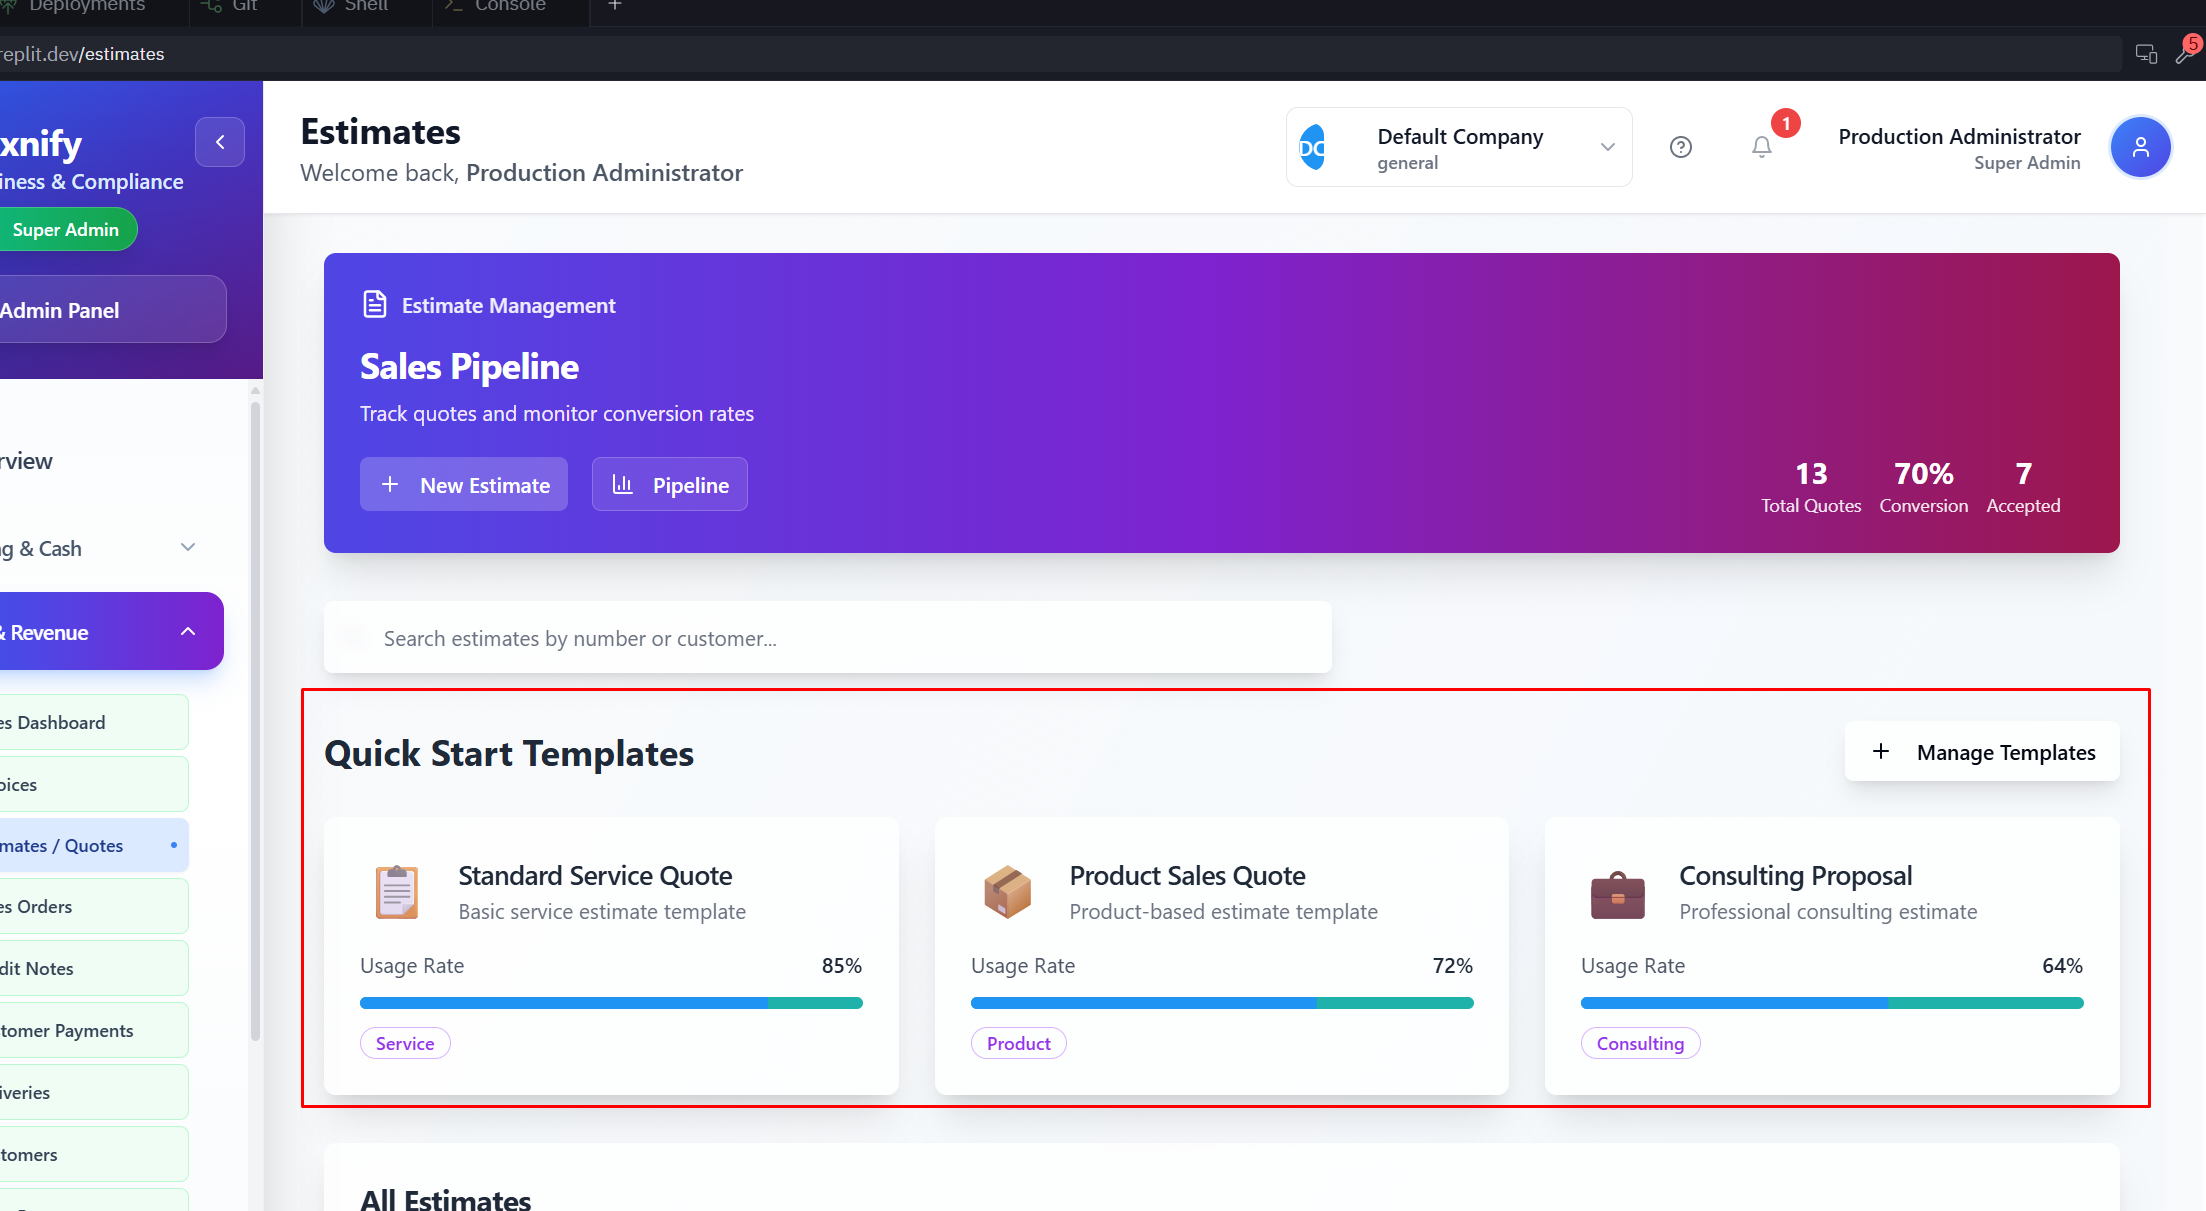 Deployments
Git
Shell
Console
replit.dev/estimates
5
xnify
iness & Compliance
Super Admin
Admin Panel
rview
g & Cash
& Revenue
es Dashboard
oices
mates / Quotes
es Orders
dit Notes
tomer Payments
iveries
tomers
Estimates
Welcome back, Production Administrator
DC
Default Company
general
1
Production Administrator
Super Admin
Estimate Management
Sales Pipeline
Track quotes and monitor conversion rates
New Estimate
Pipeline
13
Total Quotes
70%
Conversion
7
Accepted
Search estimates by number or customer...
Quick Start Templates
Manage Templates
Standard Service Quote
Basic service estimate template
Usage Rate
85%
Service
Product Sales Quote
Product-based estimate template
Usage Rate
72%
Product
Consulting Proposal
Professional consulting estimate
Usage Rate
64%
Consulting
All Estimates